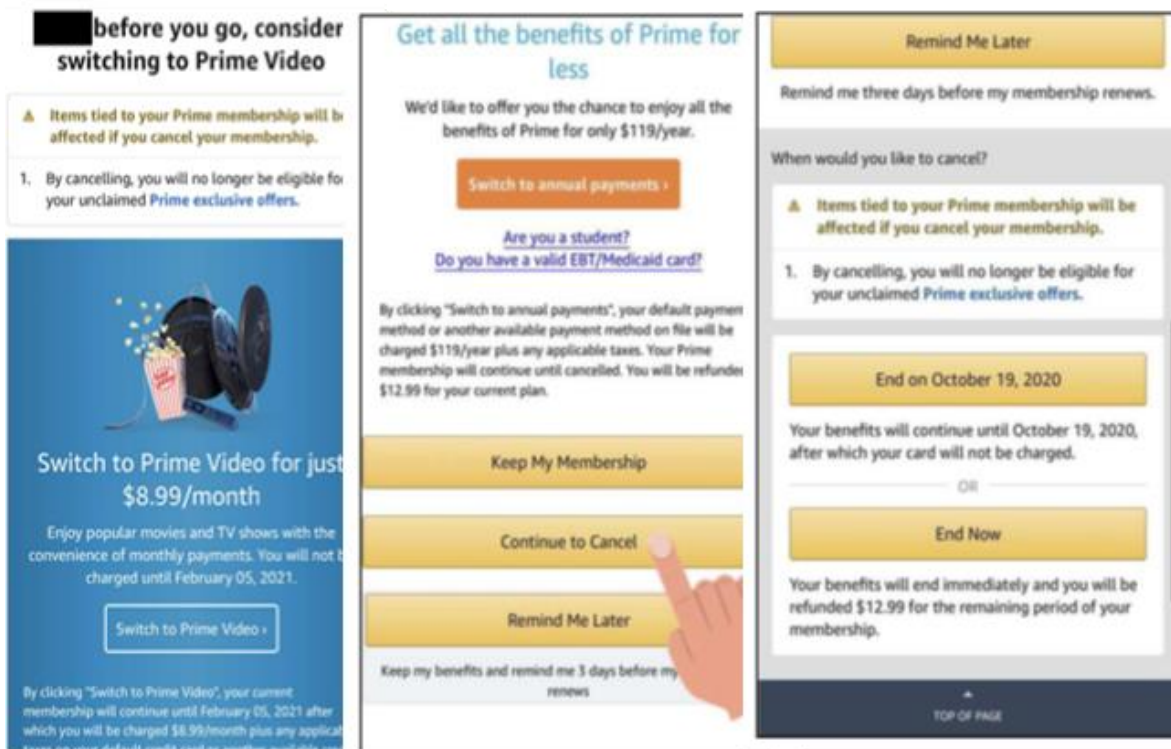 before you go, consider
switching to Prime Video
Items tied to your Prime membership will be
affected if you cancel your membership.
1. By cancelling, you will no longer be eligible for
your unclaimed Prime exclusive offers.
Switch to Prime Video for just
$8.99/month
Enjoy popular movies and TV shows with the
convenience of monthly payments. You will not b
charged until February 05, 2021.
Switch to Prime Video ›
By clicking "Switch to Prime Video", your current
membership will continue until February 05, 2021 after
which you will be charged $8.99/month plus any applicab
Get all the benefits of Prime for
less
We'd like to offer you the chance to enjoy all the
benefits of Prime for only $119/year.
Switch to annual payments ›
Are you a student?
Do you have a valid EBT/Medicaid card?
By clicking "Switch to annual payments", your default paymen
method or another available payment method on file will be
charged $119/year plus any applicable taxes. Your Prime
membership will continue until cancelled. You will be refunde
$12.99 for your current plan.
Keep My Membership
Continue to Cancel
Remind Me Later
Keep my benefits and remind me 3 days before my
renews
Remind Me Later
Remind me three days before my membership renews.
When would you like to cancel?
Items tied to your Prime membership will be
affected if you cancel your membership.
1. By cancelling, you will no longer be eligible for
your unclaimed Prime exclusive offers.
End on October 19, 2020
Your benefits will continue until October 19, 2020,
after which your card will not be charged.
OR
End Now
Your benefits will end immediately and you will be
refunded $12.99 for the remaining period of your
membership.
TOP OF PAGE